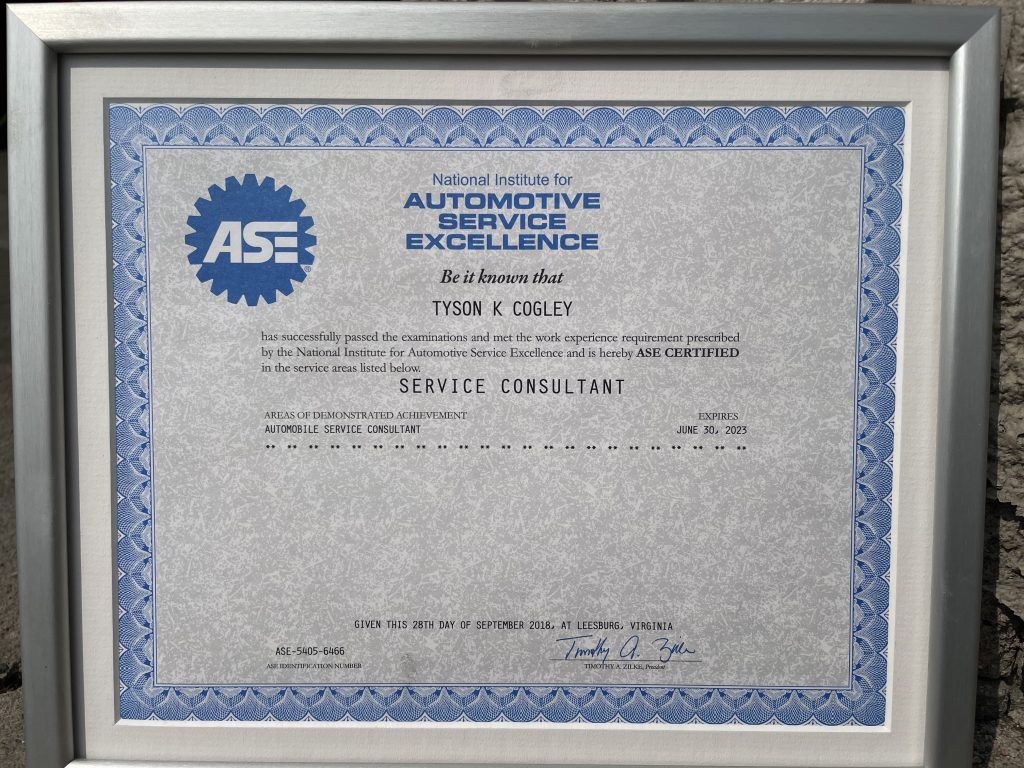 ASE®
National Institute for
AUTOMOTIVE
SERVICE
EXCELLENCE
Be it known that
TYSON K COGLEY
has successfully passed the examinations and met the work experience requirement prescribed
by the National Institute for Automotive Service Excellence and is hereby ASE CERTIFIED
in the service areas listed below.
SERVICE CONSULTANT
AREAS OF DEMONSTRATED ACHIEVEMENT EXPIRES
AUTOMOBILE SERVICE CONSULTANT JUNE 30, 2023
** ** ** ** ** ** ** ** ** ** ** ** ** ** ** ** ** ** ** ** ** ** **
GIVEN THIS 28TH DAY OF SEPTEMBER 2018, AT LEESBURG, VIRGINIA
ASE-5405-6466 Timothy A. Zilke
ASE IDENTIFICATION NUMBER TIMOTHY A. ZILKE, President